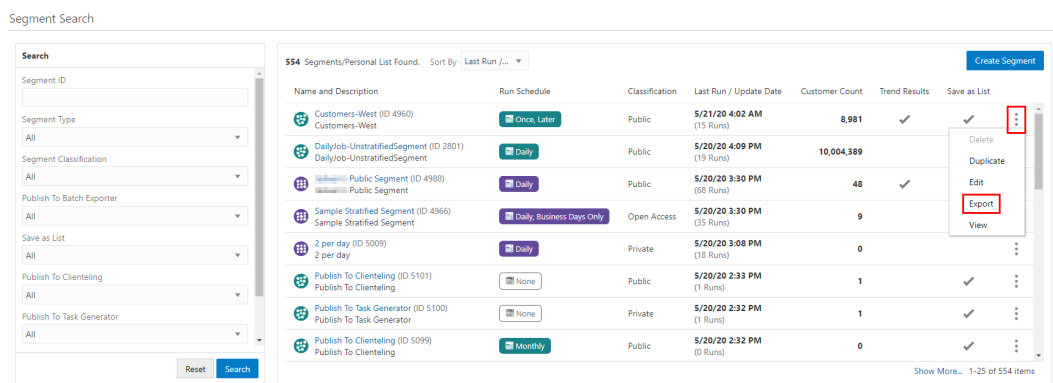 Segment Search
Search
Segment ID
Segment Type
All
Segment Classification
All
Publish To Batch Exporter
All
Save as List
All
Publish To Clienteling
All
Publish To Task Generator
All
Reset Search
554 Segments/Personal List Found. Sort By Last Run /... Create Segment
Name and Description Run Schedule Classification Last Run / Update Date Customer Count Trend Results Save as List
Customers-West (ID 4960) Once, Later Public 5/21/20 4:02 AM 8,981
Customers-West (15 Runs)
DailyJob-UnstratifiedSegment (ID 2801) Daily Public 5/20/20 4:09 PM 10,004,389
DailyJob-UnstratifiedSegment (19 Runs)
Public Segment (ID 4988) Daily Public 5/20/20 3:30 PM 48
Public Segment (68 Runs)
Sample Stratified Segment (ID 4966) Daily, Business Days Only Open Access 5/20/20 3:30 PM 9
Sample Stratified Segment (35 Runs)
2 per day (ID 5009) Daily Private 5/20/20 3:08 PM 0
2 per day (18 Runs)
Publish To Clienteling (ID 5101) None Public 5/20/20 2:33 PM 1
Publish To Clienteling (1 Runs)
Publish To Task Generator (ID 5100) None Private 5/20/20 2:32 PM 1
Publish To Task Generator (1 Runs)
Publish To Clienteling (ID 5099) Monthly Public 5/20/20 2:32 PM 0
Publish To Clienteling (0 Runs)
Delete
Duplicate
Edit
Export
View
Show More... 1-25 of 554 items